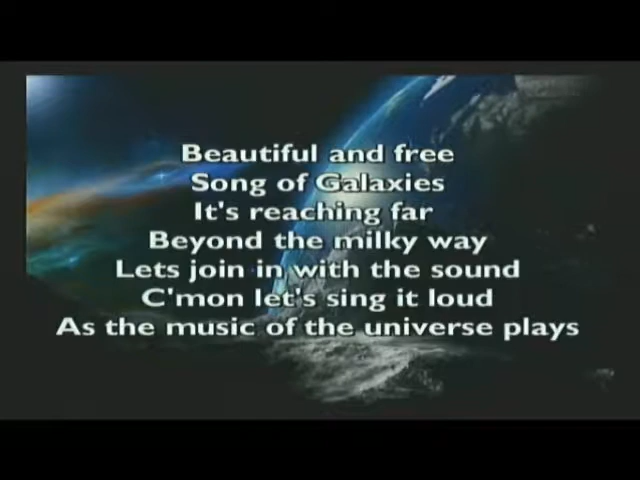 Beautiful and free
Song of Galaxies
It's reaching far
Beyond the milky way
Lets join in with the sound
C'mon let's sing it loud
As the music of the universe plays